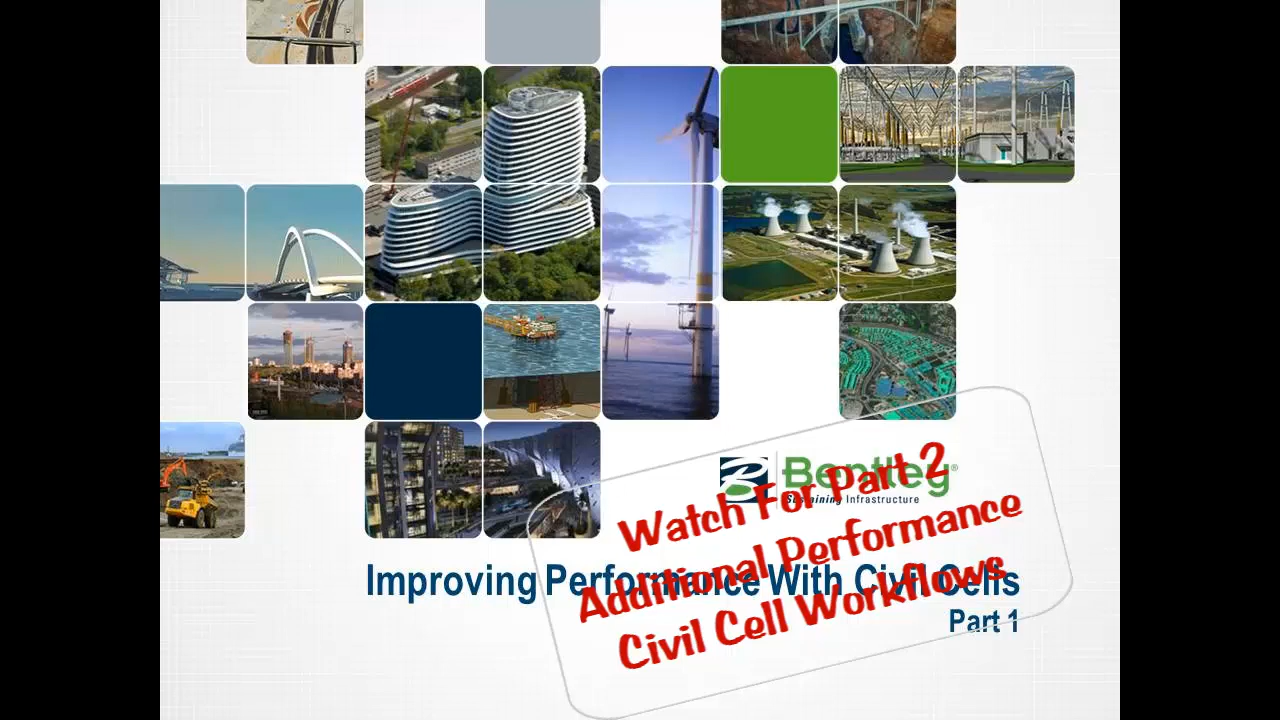 Bentley®
Sustaining Infrastructure
Watch For Part 2
Additional Performance
Civil Cell Workflows
Improving Performance With Civil Cells
Part 1